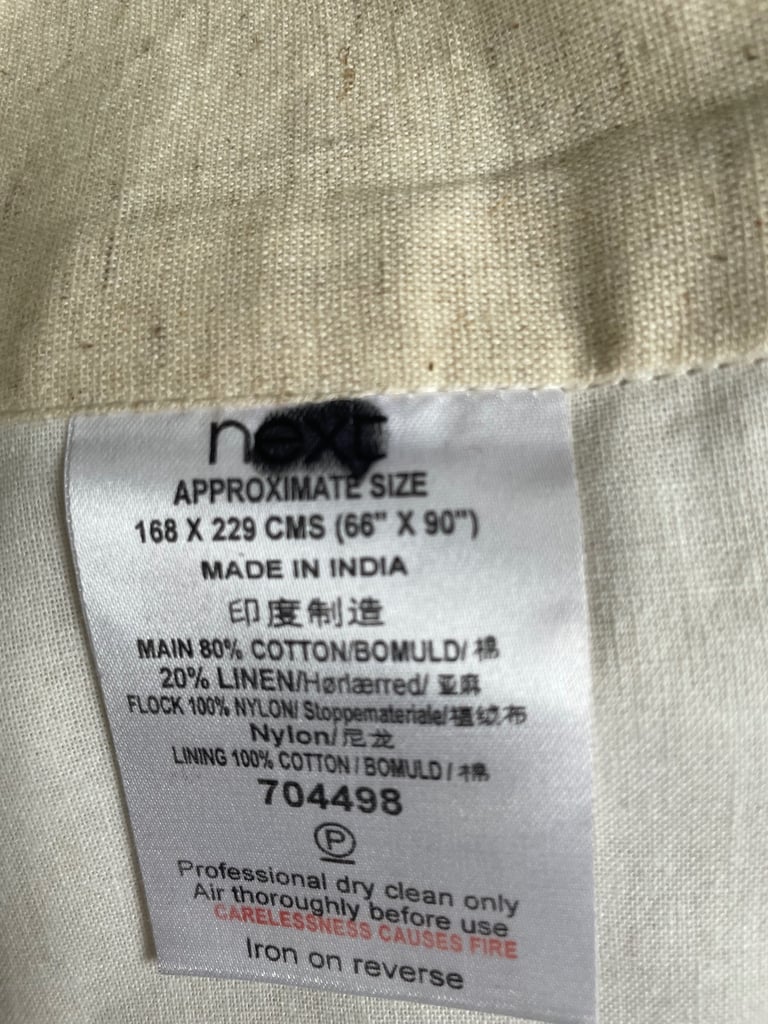 next
APPROXIMATE SIZE
168 X 229 CMS (66" X 90")
MADE IN INDIA
印度制造
MAIN 80% COTTON/BOMULD/ 棉
20% LINEN/Hørlærred/ 亚麻
FLOCK 100% NYLON/ Stoppemateriale/植绒布
Nylon/尼龙
LINING 100% COTTON / BOMULD / 棉
704498
P
Professional dry clean only
Air thoroughly before use
CARELESSNESS CAUSES FIRE
Iron on reverse